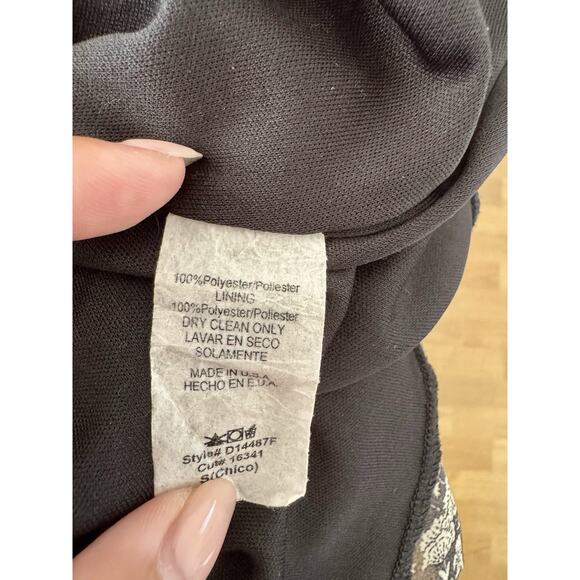 100%Polyester/Poliester
LINING
100%Polyester/Poliester
DRY CLEAN ONLY
LAVAR EN SECO
SOLAMENTE
MADE IN U.S.A
HECHO EN E.U.A.
Style# D14487F
Cut# 16341
S(Chico)